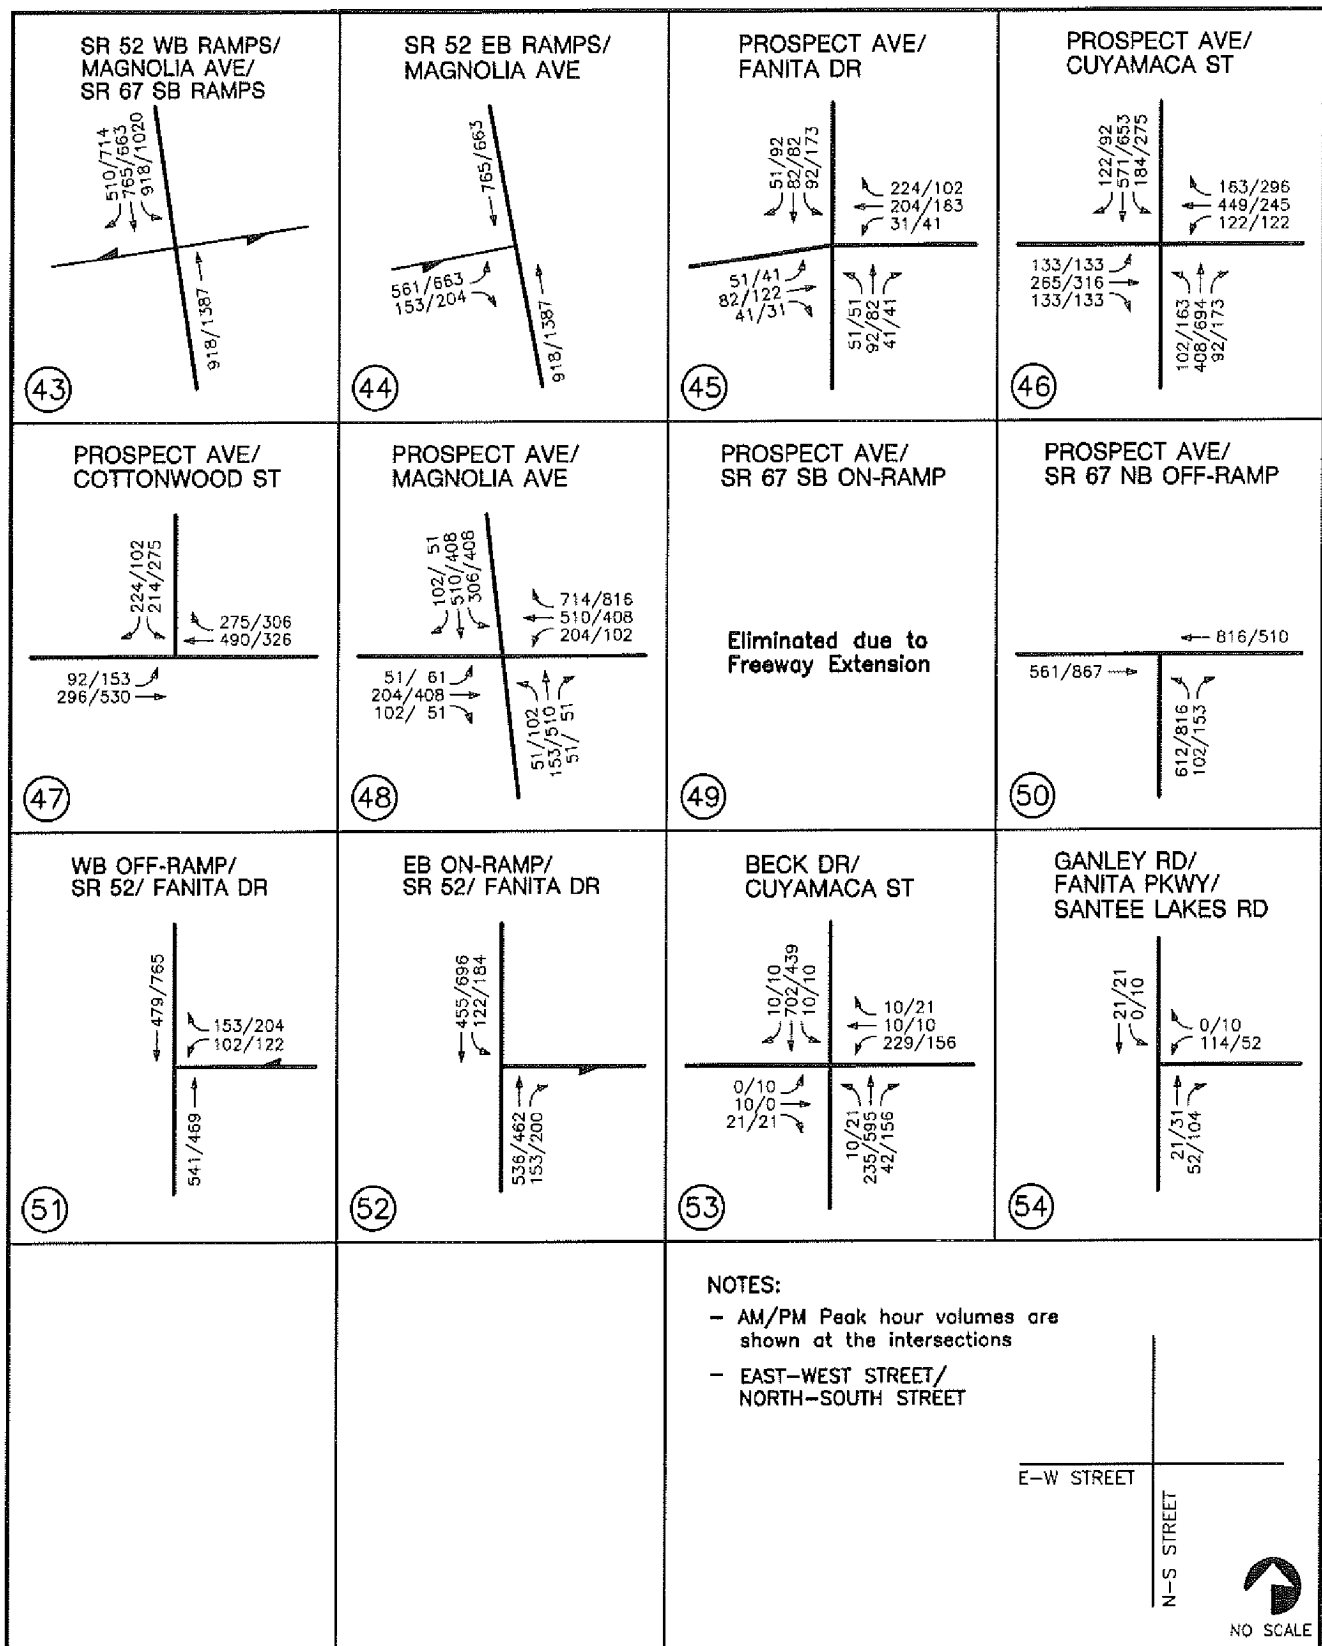 SR 52 WB RAMPS/
MAGNOLIA AVE/
SR 67 SB RAMPS
510/714
765/663
918/1020
918/1387
43
SR 52 EB RAMPS/
MAGNOLIA AVE
765/663
561/663
153/204
918/1387
44
PROSPECT AVE/
FANITA DR
51/92
82/82
92/173
224/102
204/183
31/41
51/41
82/122
41/31
51/51
92/82
41/41
45
PROSPECT AVE/
CUYAMACA ST
122/92
571/653
184/275
163/296
449/245
122/122
133/133
265/316
133/133
102/163
408/694
92/173
46
PROSPECT AVE/
COTTONWOOD ST
224/102
214/275
275/306
490/326
92/153
296/530
47
PROSPECT AVE/
MAGNOLIA AVE
102/ 51
510/408
306/408
714/816
510/408
204/102
51/ 61
204/408
102/ 51
51/102
153/510
51/ 51
48
PROSPECT AVE/
SR 67 SB ON-RAMP
Eliminated due to
Freeway Extension
49
PROSPECT AVE/
SR 67 NB OFF-RAMP
816/510
561/867
612/816
102/153
50
WB OFF-RAMP/
SR 52/ FANITA DR
479/765
153/204
102/122
541/469
51
EB ON-RAMP/
SR 52/ FANITA DR
455/696
122/184
536/462
153/200
52
BECK DR/
CUYAMACA ST
10/10
702/439
10/10
10/21
10/10
229/156
0/10
10/0
21/21
10/21
235/595
42/156
53
GANLEY RD/
FANITA PKWY/
SANTEE LAKES RD
21/21
0/10
0/10
114/52
21/31
52/104
54
NOTES:
- AM/PM Peak hour volumes are
shown at the intersections
- EAST-WEST STREET/
NORTH-SOUTH STREET
E-W STREET
N-S STREET
NO SCALE